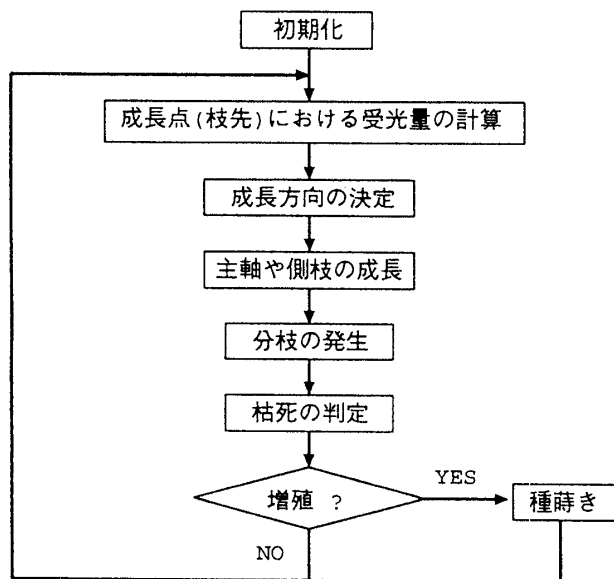 初期化
成長点(枝先)における受光量の計算
成長方向の決定
主軸や側枝の成長
分枝の発生
枯死の判定
増殖 ?
YES
種蒔き
NO